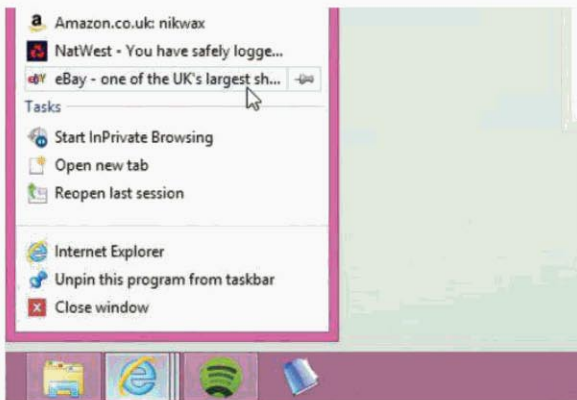 Amazon.co.uk: nikwax
NatWest - You have safely logge...
eBay - one of the UK's largest sh...
Tasks
Start InPrivate Browsing
Open new tab
Reopen last session
Internet Explorer
Unpin this program from taskbar
Close window